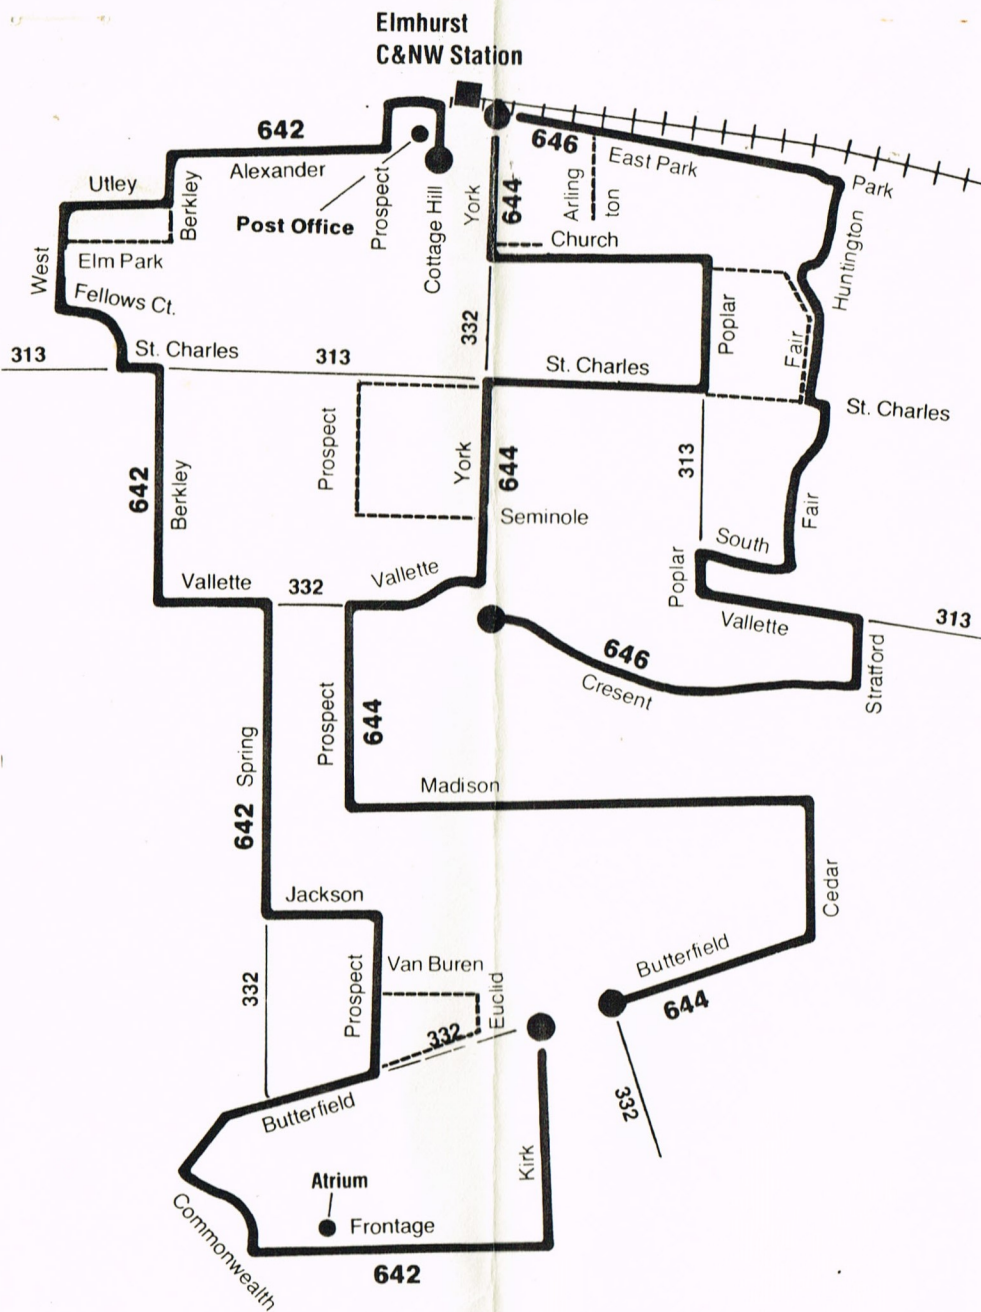 Elmhurst
C&NW Station
642
Alexander
646
East Park
Park
Utley
Berkley
Post Office
Prospect
Cottage Hill
York
644
Arling
ton
Church
Huntington
West
Elm Park
Fellows Ct.
332
Poplar
Fair
313
St. Charles
313
St. Charles
St. Charles
Prospect
York
644
313
642
Berkley
Seminole
Fair
South
Vallette
332
Vallette
Poplar
Vallette
313
646
Cresent
Stratford
Prospect
644
Spring
642
Madison
Cedar
Jackson
332
Prospect
Van Buren
Euclid
332
Butterfield
644
332
Butterfield
Kirk
Atrium
Frontage
Commonwealth
642